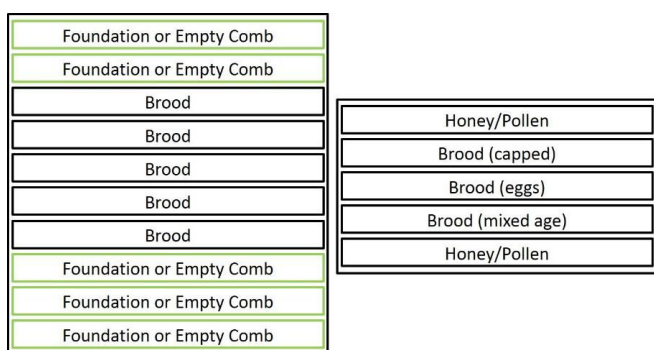 Foundation or Empty Comb
Foundation or Empty Comb
Brood
Brood
Brood
Brood
Brood
Foundation or Empty Comb
Foundation or Empty Comb
Foundation or Empty Comb
Honey/Pollen
Brood (capped)
Brood (eggs)
Brood (mixed age)
Honey/Pollen